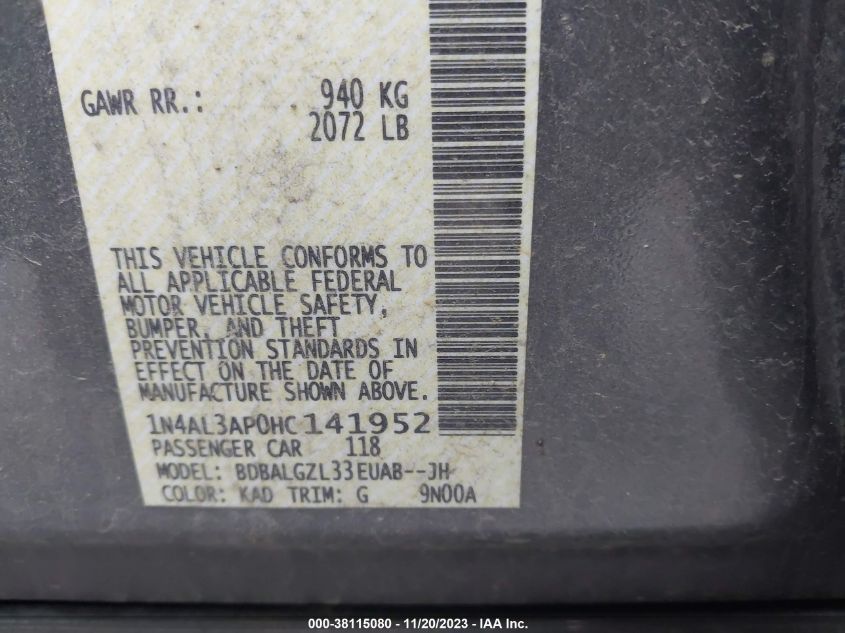 GAWR RR.: 940 KG
2072 LB
THIS VEHICLE CONFORMS TO
ALL APPLICABLE FEDERAL
MOTOR VEHICLE SAFETY,
BUMPER, AND THEFT
PREVENTION STANDARDS IN
EFFECT ON THE DATE OF
MANUFACTURE SHOWN ABOVE.
1N4AL3AP0HC141952
PASSENGER CAR 118
MODEL: BDBALGZL33EUAB--JH
COLOR: KAD TRIM: G 9N00A
000-38115080 - 11/20/2023 - IAA Inc.